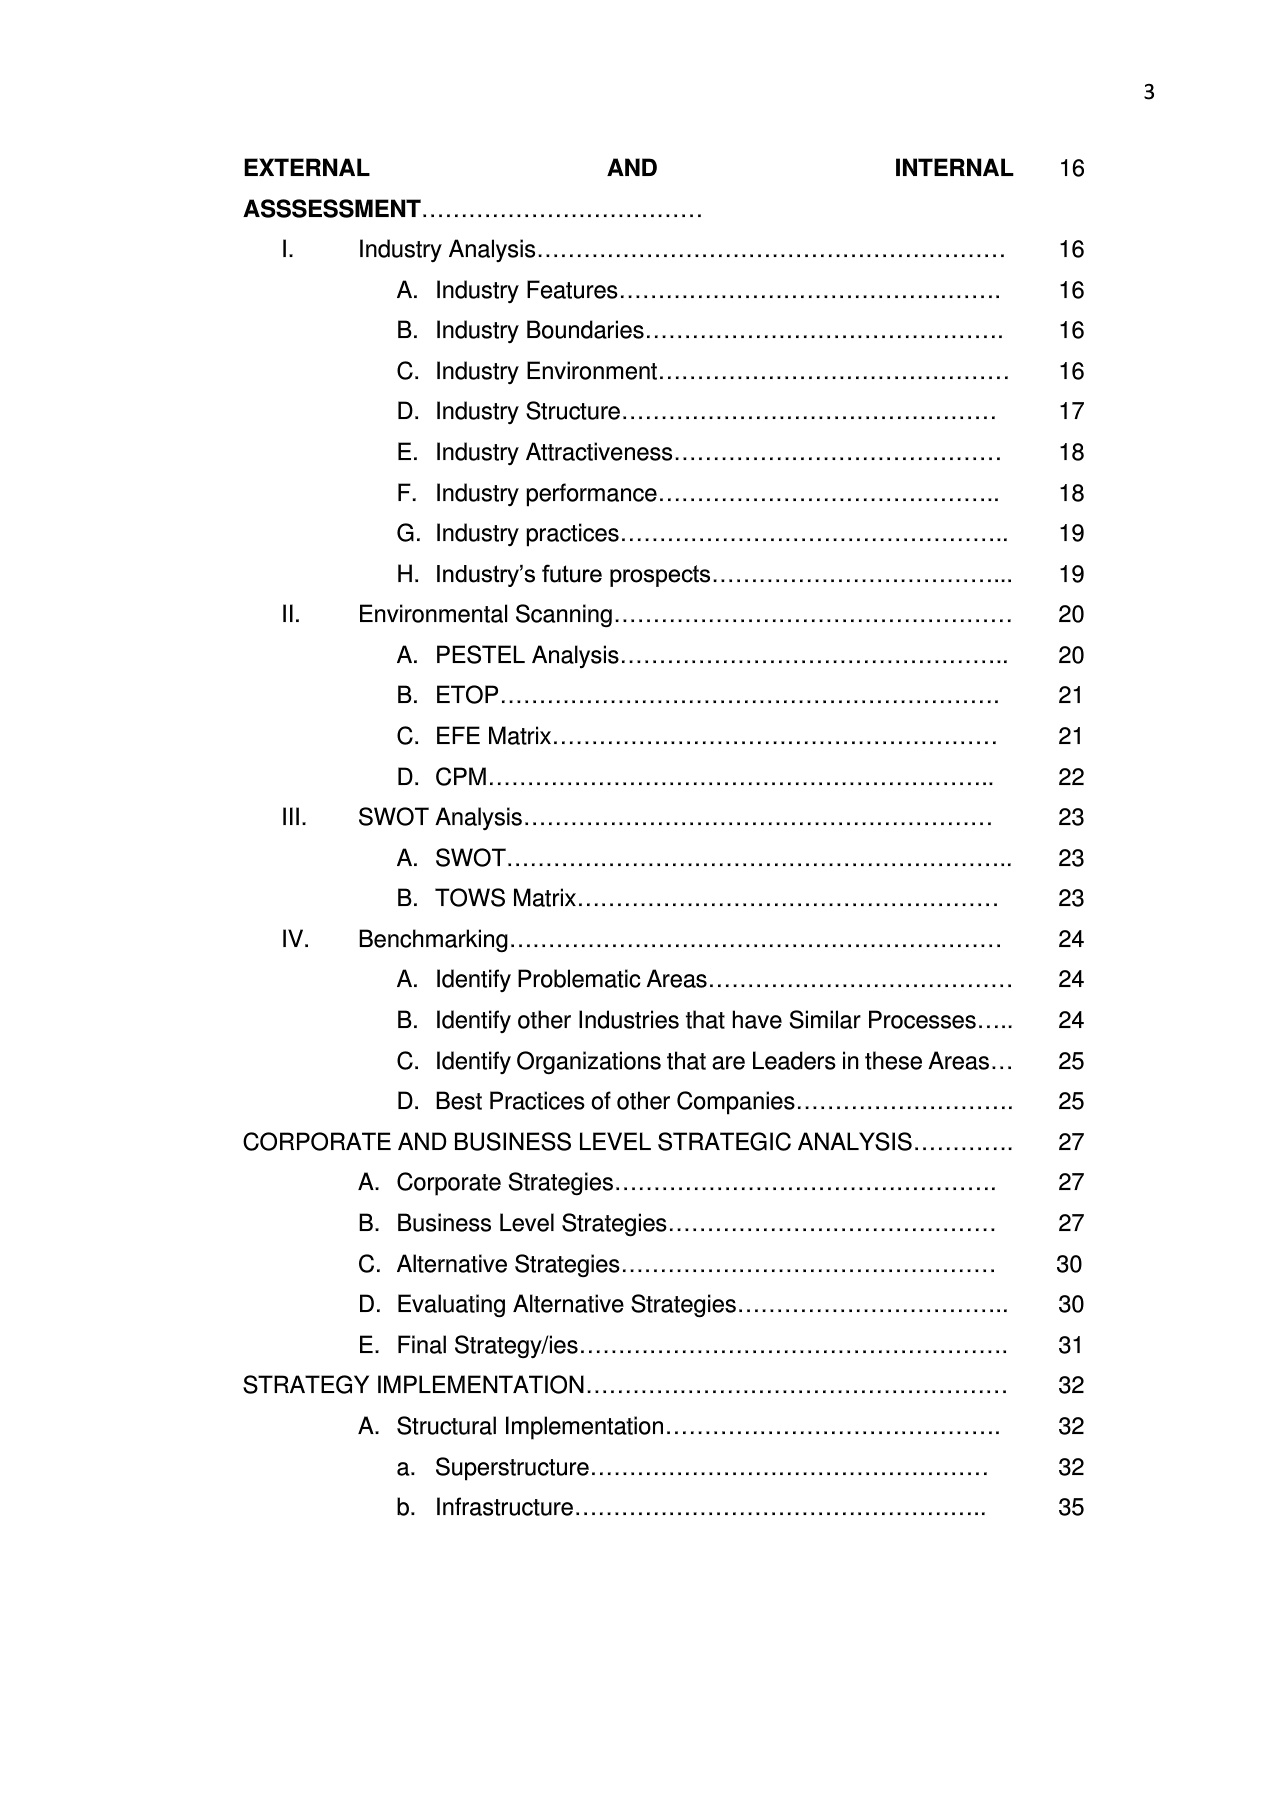 3
EXTERNAL AND INTERNAL 16
ASSSESSMENT………………………………
I. Industry Analysis…………………………………………………… 16
A. Industry Features…………………………………………. 16
B. Industry Boundaries………………………………………. 16
C. Industry Environment……………………………………… 16
D. Industry Structure………………………………………… 17
E. Industry Attractiveness…………………………………… 18
F. Industry performance…………………………………….. 18
G. Industry practices………………………………………….. 19
H. Industry’s future prospects………………………………... 19
II. Environmental Scanning…………………………………………… 20
A. PESTEL Analysis………………………………………….. 20
B. ETOP………………………………………………………. 21
C. EFE Matrix………………………………………………… 21
D. CPM……………………………………………………….. 22
III. SWOT Analysis…………………………………………………… 23
A. SWOT……………………………………………………….. 23
B. TOWS Matrix……………………………………………… 23
IV. Benchmarking……………………………………………………… 24
A. Identify Problematic Areas………………………………… 24
B. Identify other Industries that have Similar Processes….. 24
C. Identify Organizations that are Leaders in these Areas… 25
D. Best Practices of other Companies………………………. 25
CORPORATE AND BUSINESS LEVEL STRATEGIC ANALYSIS…………. 27
A. Corporate Strategies…………………………………………. 27
B. Business Level Strategies…………………………………… 27
C. Alternative Strategies………………………………………… 30
D. Evaluating Alternative Strategies……………………………... 30
E. Final Strategy/ies………………………………………………. 31
STRATEGY IMPLEMENTATION……………………………………………… 32
A. Structural Implementation……………………………………. 32
a. Superstructure…………………………………………… 32
b. Infrastructure…………………………………………….. 35